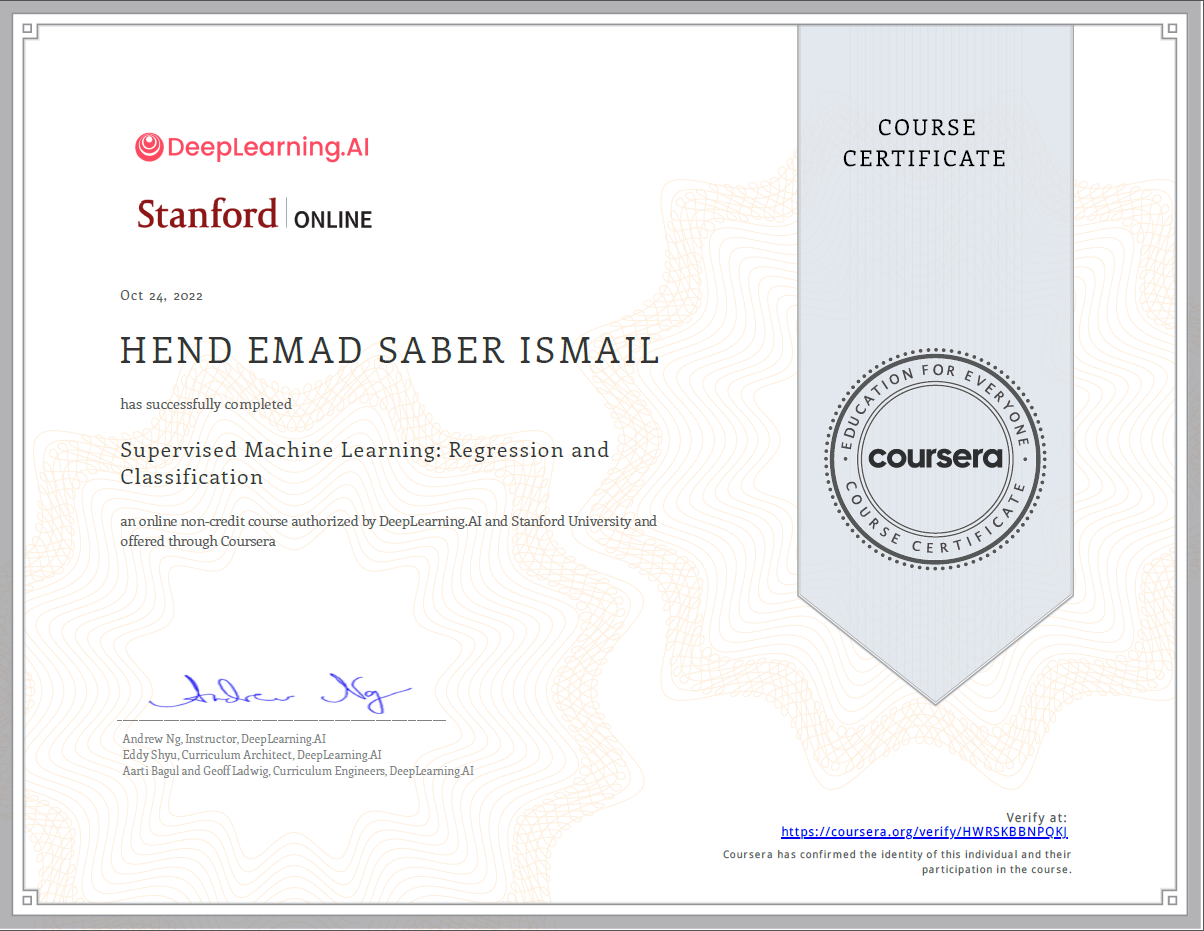 DeepLearning.AI
Stanford ONLINE
COURSE
CERTIFICATE
Oct 24, 2022
HEND EMAD SABER ISMAIL
has successfully completed
Supervised Machine Learning: Regression and
Classification
an online non-credit course authorized by DeepLearning.AI and Stanford University and
offered through Coursera
EDUCATION FOR EVERYONE
coursera
COURSE CERTIFICATE
Andrew Ng
Andrew Ng, Instructor, DeepLearning.AI
Eddy Shyu, Curriculum Architect, DeepLearning.AI
Aarti Bagul and Geoff Ladwig, Curriculum Engineers, DeepLearning.AI
Verify at:
https://coursera.org/verify/HWRSKBBNPQKJ
Coursera has confirmed the identity of this individual and their
participation in the course.